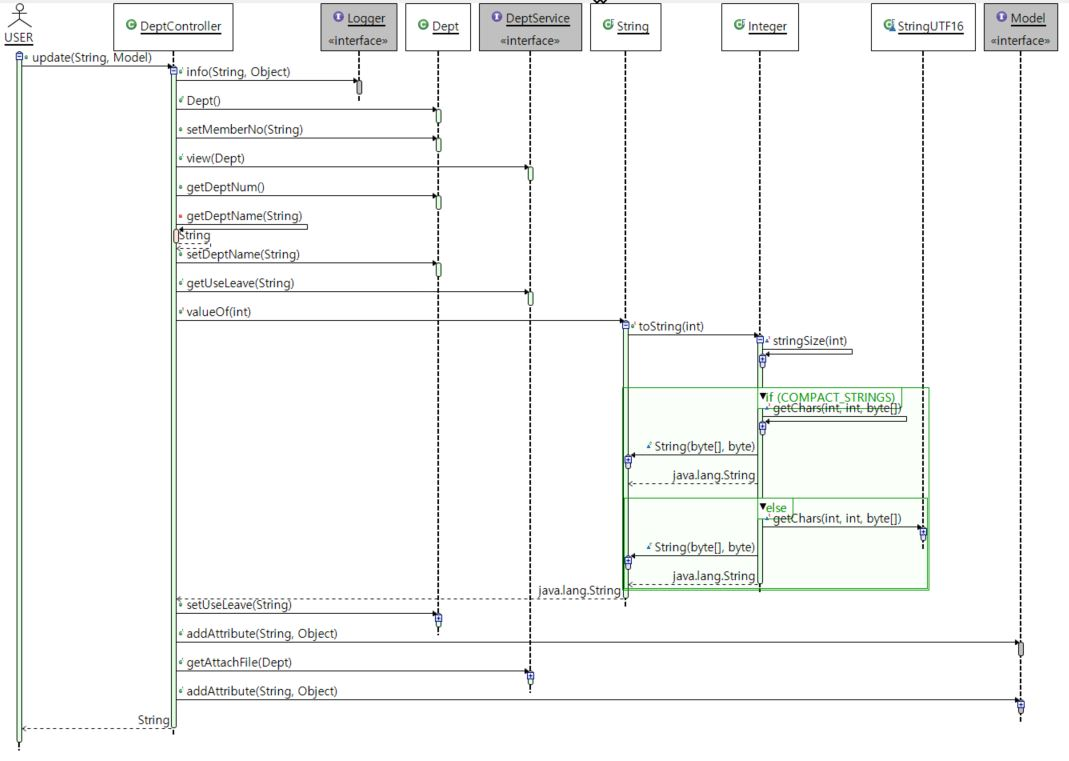 USER
DeptController
Logger
«interface»
Dept
DeptService
«interface»
String
Integer
StringUTF16
Model
«interface»
update(String, Model)
info(String, Object)
Dept()
setMemberNo(String)
view(Dept)
getDeptNum()
getDeptName(String)
String
setDeptName(String)
getUseLeave(String)
valueOf(int)
toString(int)
stringSize(int)
if (COMPACT_STRINGS)
getChars(int, int, byte[])
String(byte[], byte)
java.lang.String
else
getChars(int, int, byte[])
String(byte[], byte)
java.lang.String
java.lang.String
setUseLeave(String)
addAttribute(String, Object)
getAttachFile(Dept)
addAttribute(String, Object)
String